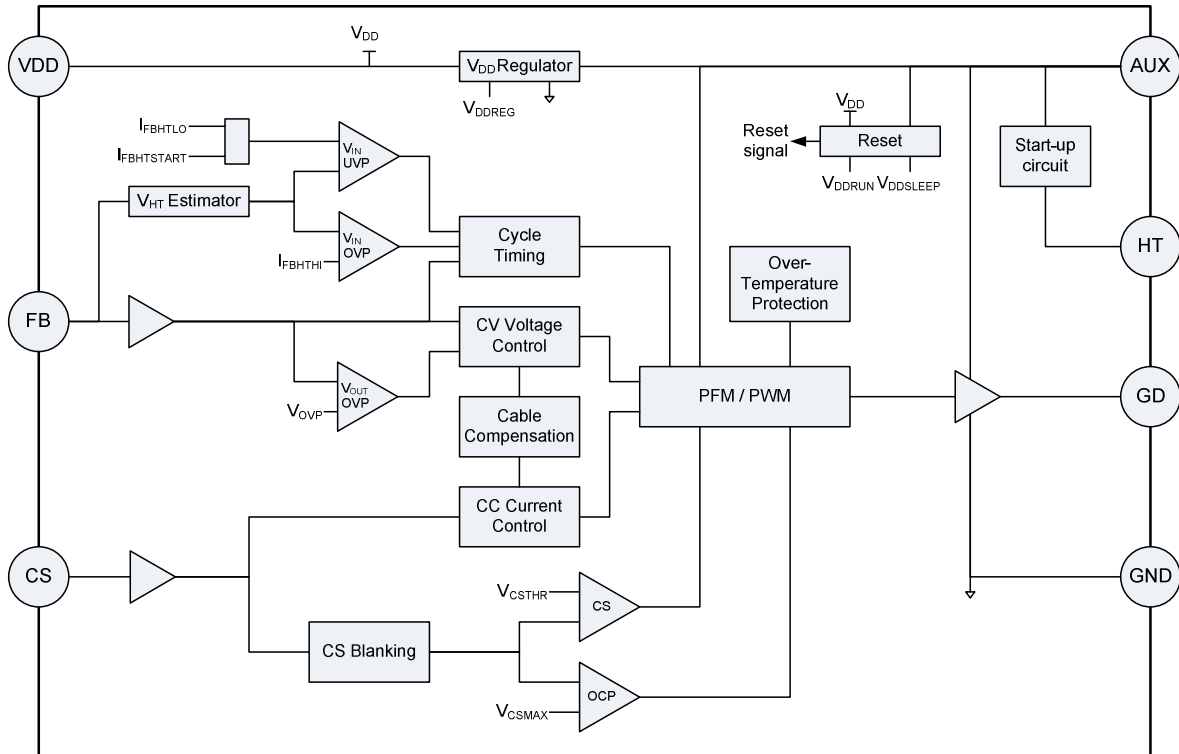 VDD
VDD
VDD Regulator
VDDREG
AUX
IFBHTLO
IFBHTSTART
VIN
UVP
VDD
Reset
signal
Reset
VDDRUN
VDDSLEEP
Start-up
circuit
VHT Estimator
VIN
OVP
IFBHTHI
Cycle
Timing
Over-
Temperature
Protection
HT
FB
CV Voltage
Control
VOUT
OVP
VOVP
PFM / PWM
GD
Cable
Compensation
CC Current
Control
CS
VCSTHR
CS
GND
CS Blanking
OCP
VCSMAX